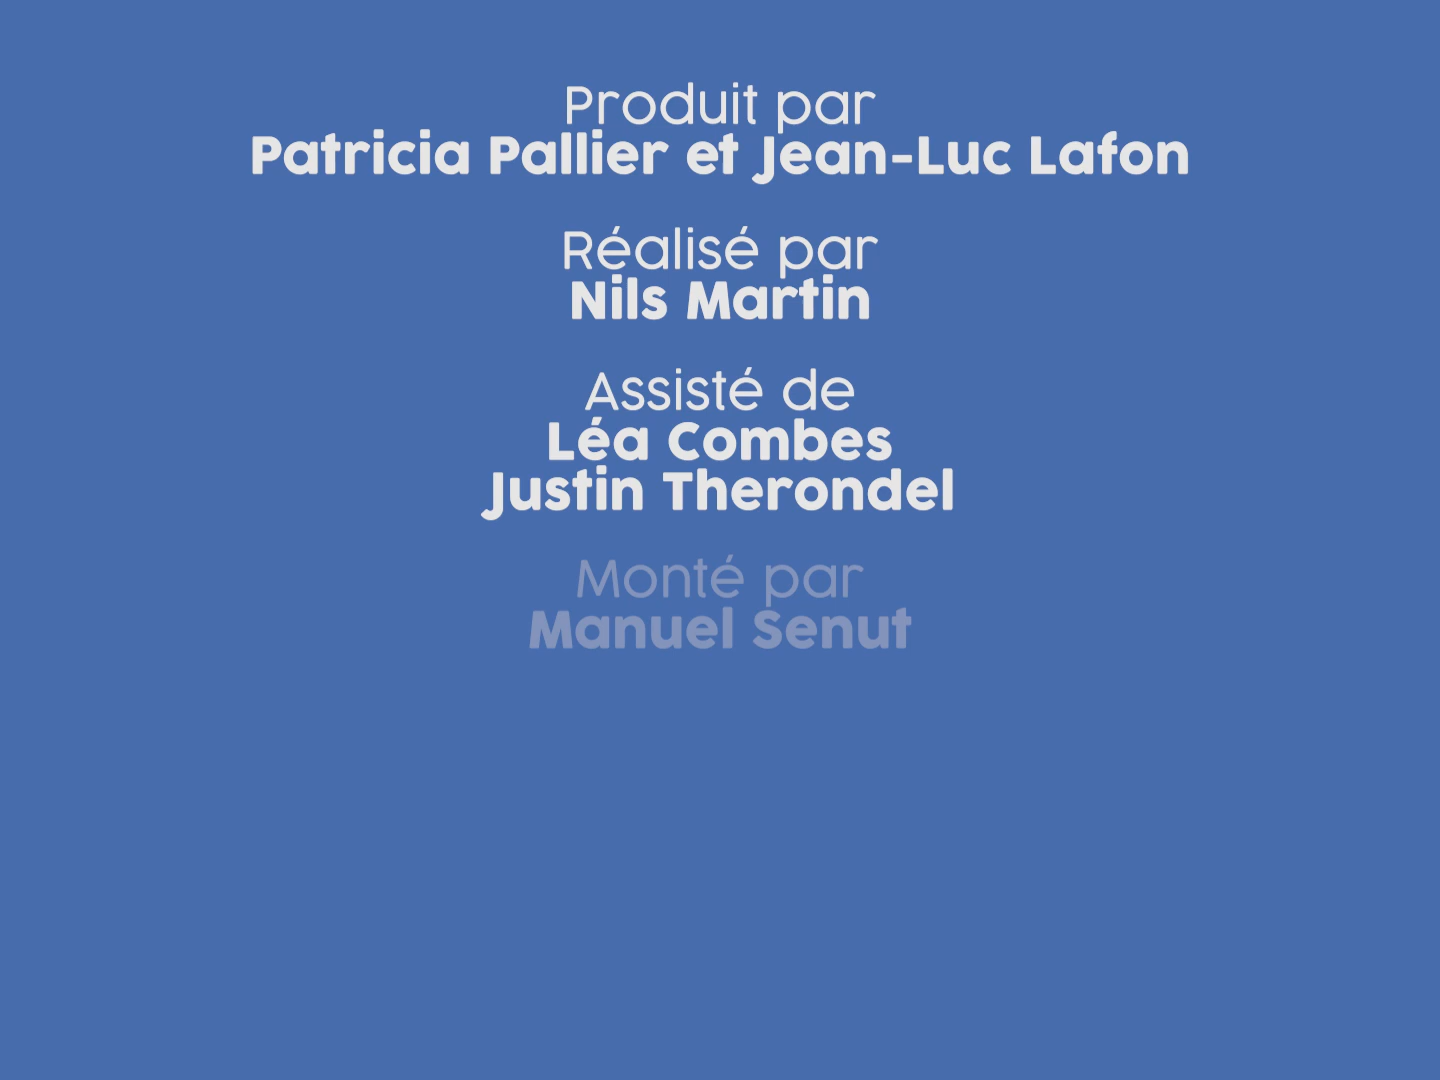 Produit par
Patricia Pallier et Jean-Luc Lafon
Réalisé par
Nils Martin
Assisté de
Léa Combes
Justin Therondel
Monté par
Manuel Senut